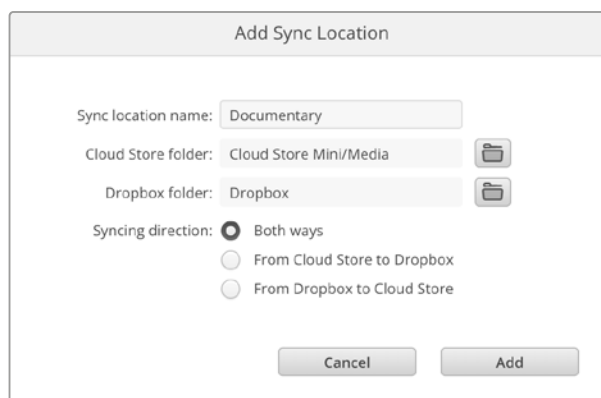 Add Sync Location
Sync location name: Documentary
Cloud Store folder: Cloud Store Mini/Media
Dropbox folder: Dropbox
Syncing direction: Both ways
From Cloud Store to Dropbox
From Dropbox to Cloud Store
Cancel Add